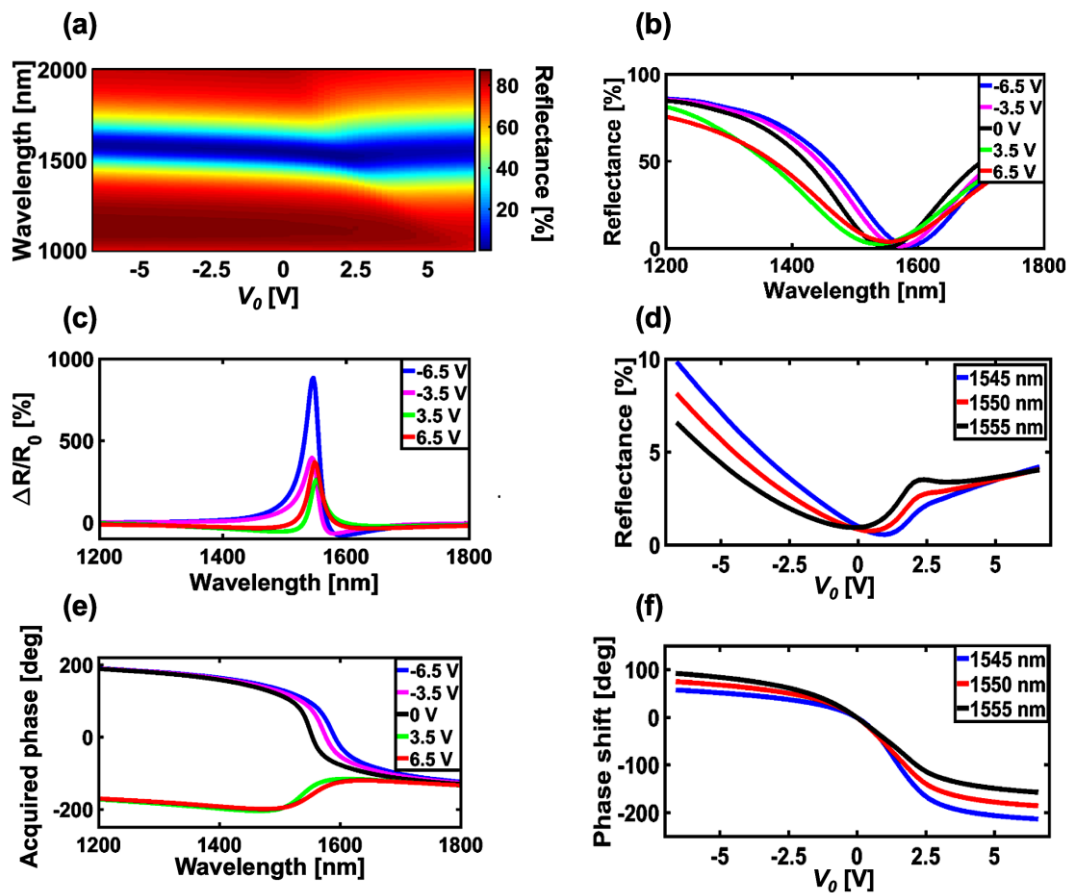 (a)
2000
1500
1000
Wavelength [nm]
-5 -2.5 0 2.5 5
V0 [V]
80
60
40
20
Reflectance [%]
(b)
100
50
0
Reflectance [%]
1200 1400 1600 1800
Wavelength [nm]
-6.5 V
-3.5 V
0 V
3.5 V
6.5 V
(c)
1000
500
0
ΔR/R0 [%]
1200 1400 1600 1800
Wavelength [nm]
-6.5 V
-3.5 V
3.5 V
6.5 V
(d)
10
5
0
Reflectance [%]
-5 -2.5 0 2.5 5
V0 [V]
1545 nm
1550 nm
1555 nm
(e)
200
0
-200
Acquired phase [deg]
1200 1400 1600 1800
Wavelength [nm]
-6.5 V
-3.5 V
0 V
3.5 V
6.5 V
(f)
100
0
-100
-200
Phase shift [deg]
-5 -2.5 0 2.5 5
V0 [V]
1545 nm
1550 nm
1555 nm